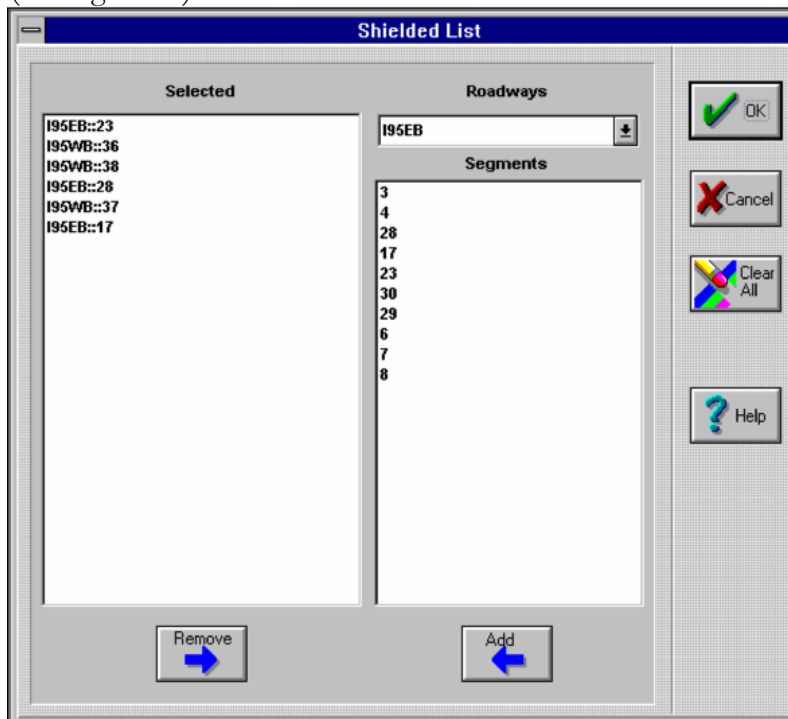 Shielded List
Selected
I95EB::23
I95WB::36
I95WB::38
I95EB::28
I95WB::37
I95EB::17
Remove
Roadways
I95EB
Segments
3
4
28
17
23
30
29
6
7
8
Add
OK
Cancel
Clear
All
Help